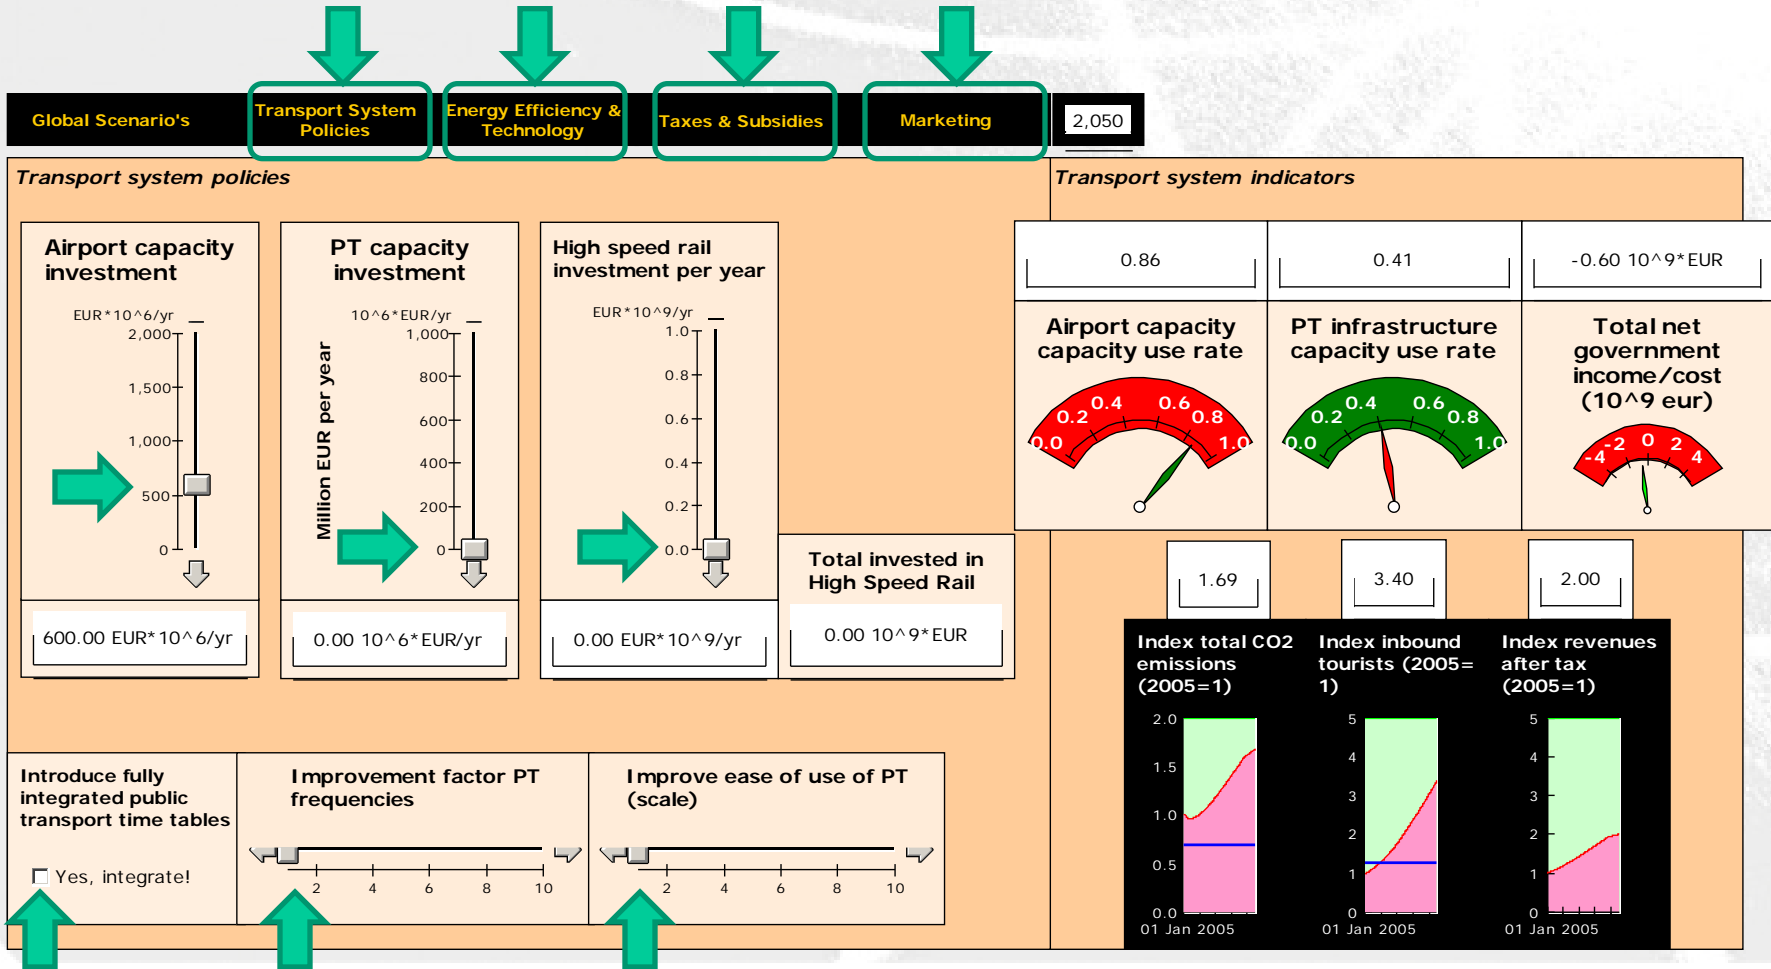 Global Scenario's
Transport System
Policies
Energy Efficiency &
Technology
Taxes & Subsidies
Marketing
2,050
Transport system policies
Airport capacity
investment
EUR*10^6/yr
2,000
1,500
1,000
500
0
600.00 EUR*10^6/yr
PT capacity
investment
10^6*EUR/yr
Million EUR per year
1,000
800
600
400
200
0
0.00 10^6*EUR/yr
High speed rail
investment per year
EUR*10^9/yr
1.0
0.8
0.6
0.4
0.2
0.0
0.00 EUR*10^9/yr
Total invested in
High Speed Rail
0.00 10^9*EUR
Introduce fully
integrated public
transport time tables
Yes, integrate!
Improvement factor PT
frequencies
2 4 6 8 10
Improve ease of use of PT
(scale)
2 4 6 8 10
Transport system indicators
0.86
Airport capacity
capacity use rate
0.0 0.2 0.4 0.6 0.8 1.0
0.41
PT infrastructure
capacity use rate
0.0 0.2 0.4 0.6 0.8 1.0
-0.60 10^9*EUR
Total net
government
income/cost
(10^9 eur)
-4 -2 0 2 4
1.69
Index total CO2
emissions
(2005=1)
2.0
1.5
1.0
0.5
0.0
01 Jan 2005
3.40
Index inbound
tourists (2005=
1)
5
4
3
2
1
0
01 Jan 2005
2.00
Index revenues
after tax
(2005=1)
5
4
3
2
1
0
01 Jan 2005